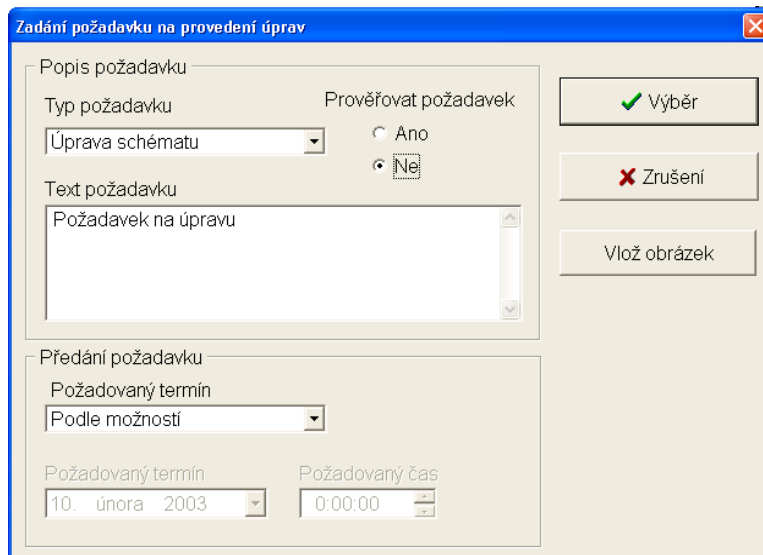 Zadání požadavku na provedení úprav
Popis požadavku
Typ požadavku
Prověřovat požadavek
Úprava schématu
Ano
Ne
Text požadavku
Požadavek na úpravu
Výběr
Zrušení
Vlož obrázek
Předání požadavku
Požadovaný termín
Podle možností
Požadovaný termín
Požadovaný čas
10. února 2003
0:00:00